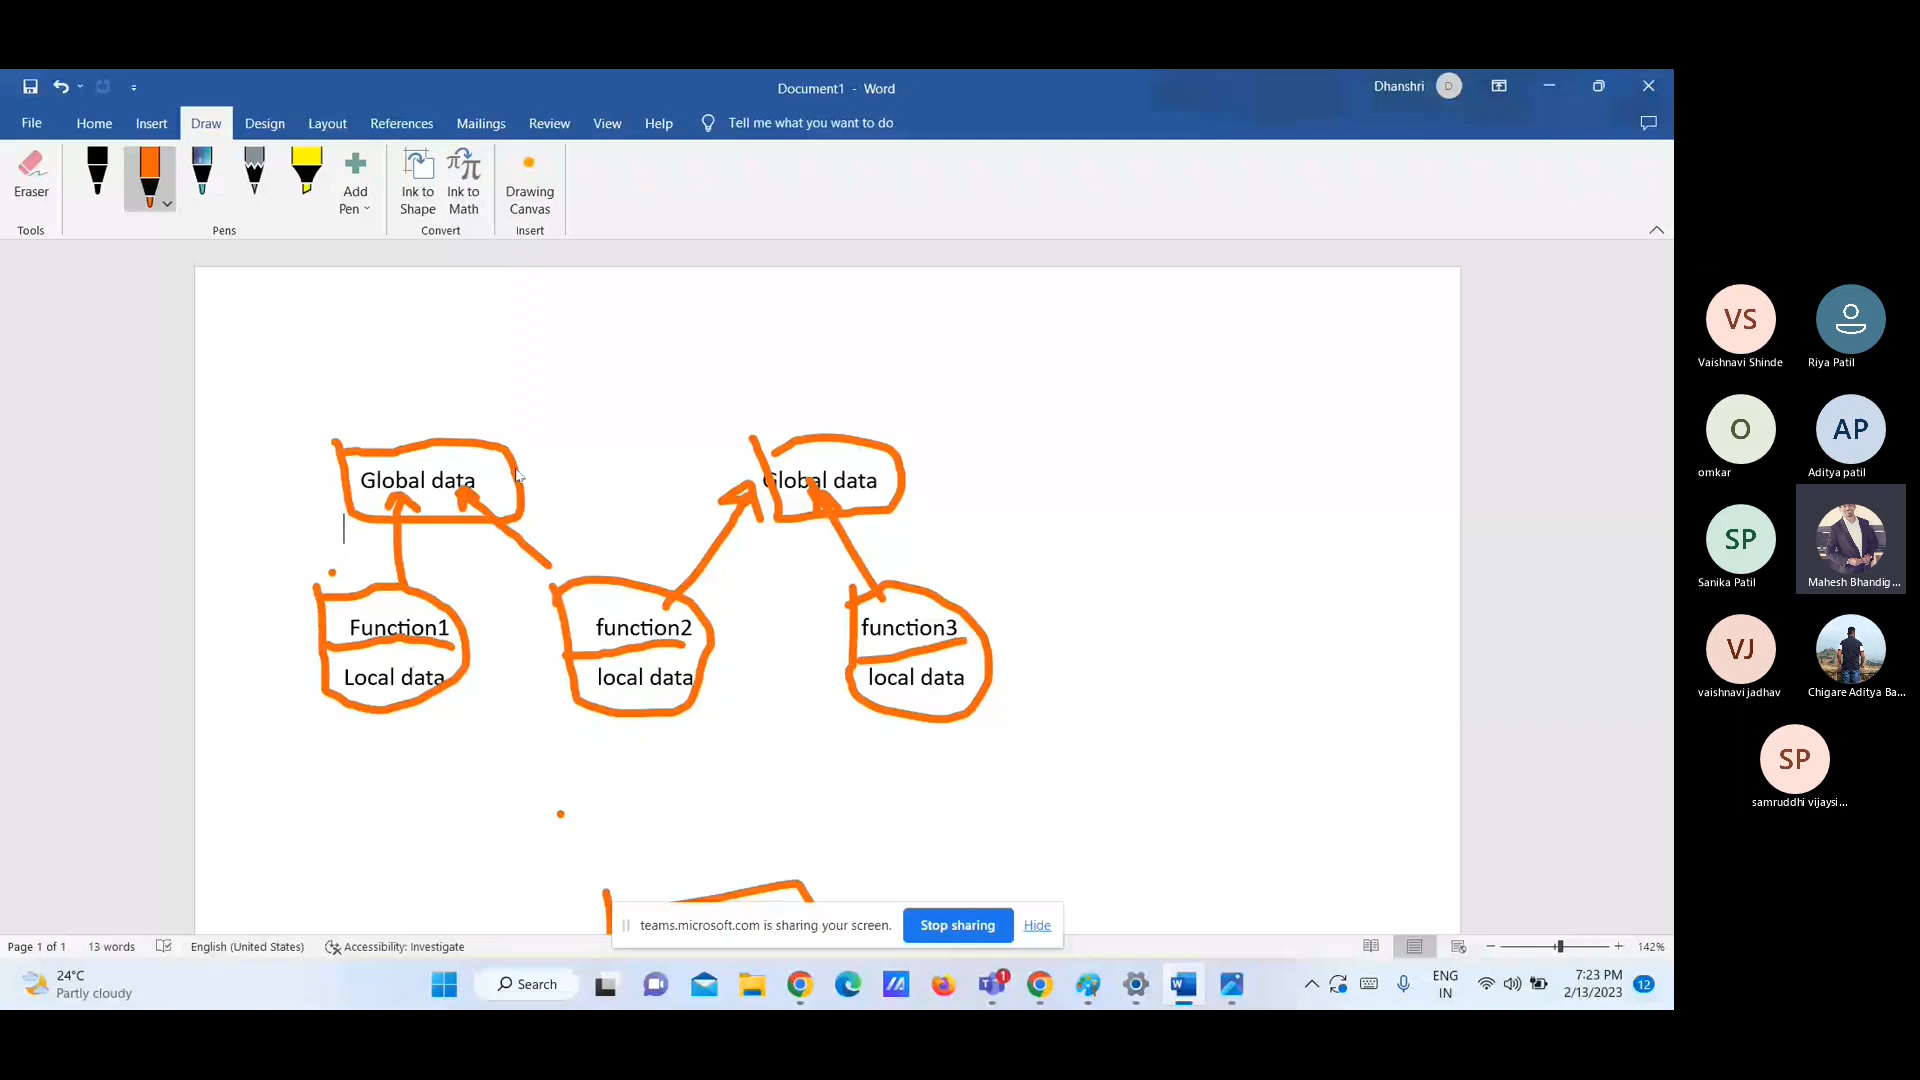 Document1 - Word
Dhanshri
D
File Home Insert Draw Design Layout References Mailings Review View Help Tell me what you want to do
Eraser
Add Pen
Ink to Shape
Ink to Math
Drawing Canvas
Tools
Pens
Convert
Insert
Global data
Global data
Function1
function2
function3
Local data
local data
local data
teams.microsoft.com is sharing your screen.
Stop sharing
Hide
Page 1 of 1
13 words
English (United States)
Accessibility: Investigate
142%
24°C
Partly cloudy
Search
1
ENG
IN
7:23 PM
2/13/2023
12
VS
Vaishnavi Shinde
Riya Patil
O
omkar
AP
Aditya patil
SP
Sanika Patil
Mahesh Bhandig...
VJ
vaishnavi jadhav
Chigare Aditya Ba...
SP
samruddhi vijaysi...